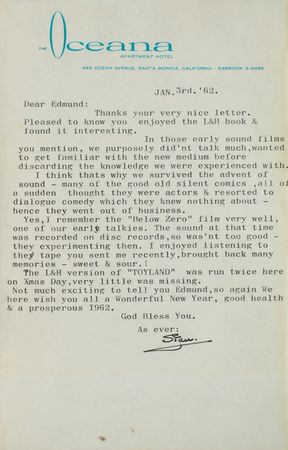 THE Oceana
APARTMENT HOTEL
849 OCEAN AVENUE, SANTA MONICA, CALIFORNIA - EXBROOK 3-0486
JAN. 3rd. '62.
Dear Edmund:
Thanks your very nice letter.
Pleased to know you enjoyed the L&H book &
found it interesting.
In those early sound films
you mention, we purposely did'nt talk much,wanted
to get familiar with the new medium before
discarding the knowledge we were experienced with.
I think thats why we survived the advent of
sound - many of the good old silent comics ,all of
a sudden thought they were actors & resorted to
dialogue comedy which they knew nothing about -
hence they went out of business.
Yes,I remember the "Below Zero" film very well,
one of our early talkies. The sound at that time
was recorded on disc records,so was'nt too good -
they experimenting then. I enjoyed listening to
the tape you sent me recently,brought back many
memories - sweet & sour.!
The L&H version of "TOYLAND" was run twice here
on Xmas Day,very little was missing.
Not much exciting to tell you Edmund,so again We
here wish you all a Wonderful New Year, good health
& a prosperous 1962.
God Bless You.
As ever:
Stan.